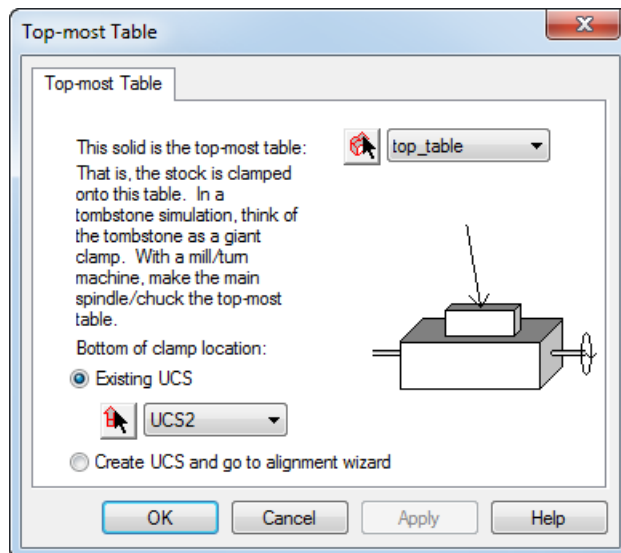 Top-most Table
Top-most Table
This solid is the top-most table:
top_table
That is, the stock is clamped
onto this table. In a
tombstone simulation, think of
the tombstone as a giant
clamp. With a mill/turn
machine, make the main
spindle/chuck the top-most
table.
Bottom of clamp location:
Existing UCS
UCS2
Create UCS and go to alignment wizard
OK
Cancel
Apply
Help